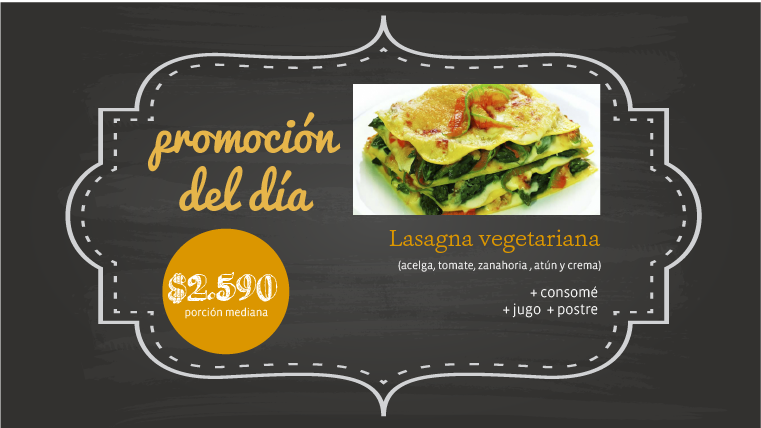 promoción
del día
$2.590
porción mediana
Lasagna vegetariana
(acelga, tomate, zanahoria , atún y crema)
+ consomé
+ jugo + postre